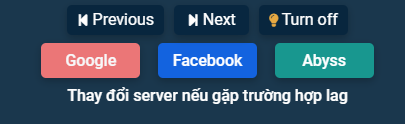 Previous Next Turn off
Google Facebook Abyss
Thay đổi server nếu gặp trường hợp lag